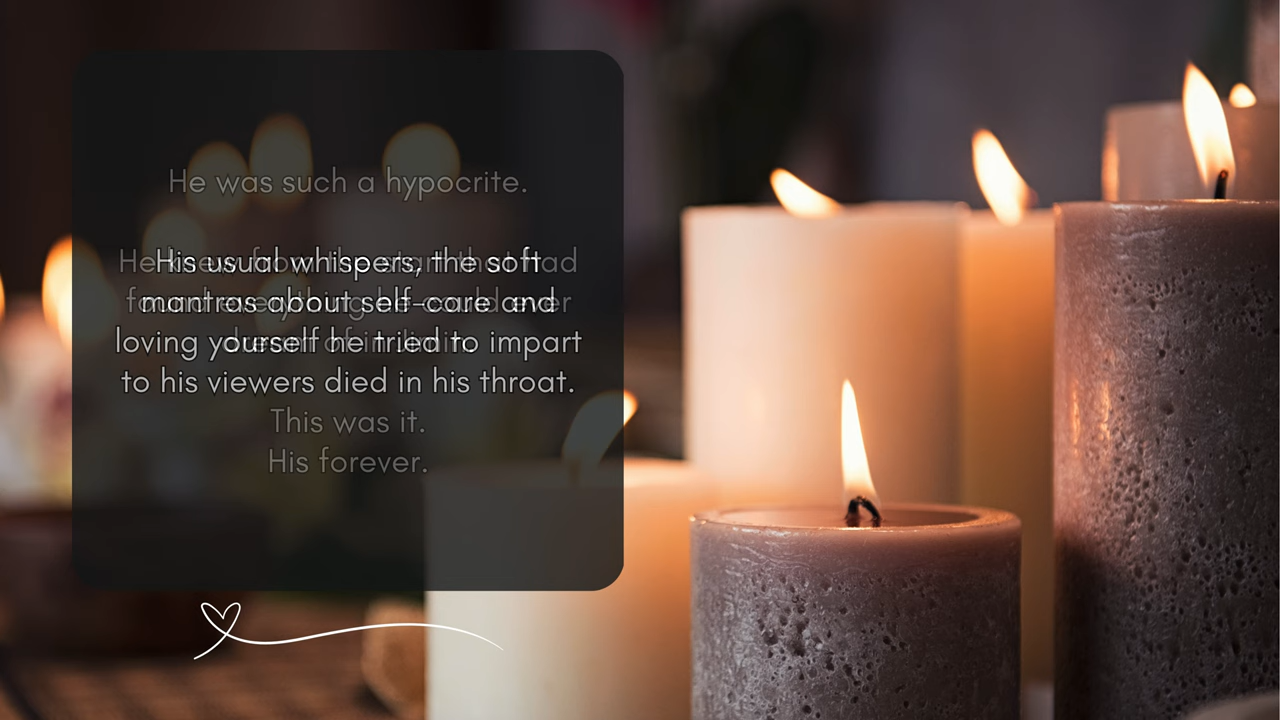 He was such a hypocrite.
His usual whispers, the soft
mantras about self-care and
loving yourself he tried to impart
to his viewers died in his throat.
This was it.
His forever.